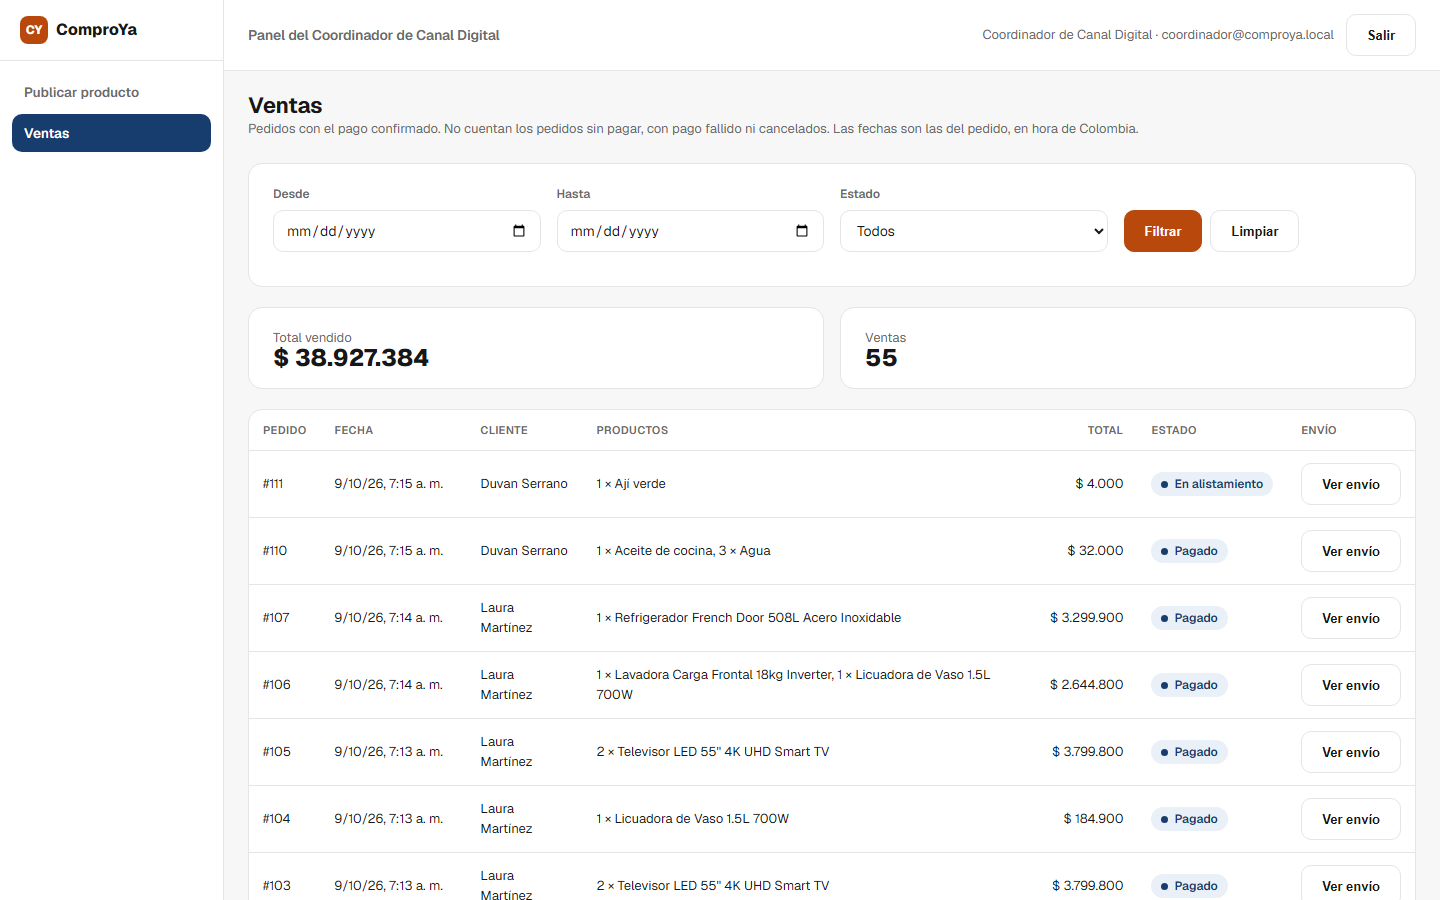 CY ComproYa
Panel del Coordinador de Canal Digital
Coordinador de Canal Digital · coordinador@comproya.local
Salir
Publicar producto
Ventas
Ventas
Pedidos con el pago confirmado. No cuentan los pedidos sin pagar, con pago fallido ni cancelados. Las fechas son las del pedido, en hora de Colombia.
Desde Hasta Estado
mm/dd/yyyy mm/dd/yyyy Todos Filtrar Limpiar
Total vendido
$ 38.927.384
Ventas
55
PEDIDO FECHA CLIENTE PRODUCTOS TOTAL ESTADO ENVÍO
#111 9/10/26, 7:15 a. m. Duvan Serrano 1 × Ají verde $ 4.000 En alistamiento Ver envío
#110 9/10/26, 7:15 a. m. Duvan Serrano 1 × Aceite de cocina, 3 × Agua $ 32.000 Pagado Ver envío
#107 9/10/26, 7:14 a. m. Laura Martínez 1 × Refrigerador French Door 508L Acero Inoxidable $ 3.299.900 Pagado Ver envío
#106 9/10/26, 7:14 a. m. Laura Martínez 1 × Lavadora Carga Frontal 18kg Inverter, 1 × Licuadora de Vaso 1.5L 700W $ 2.644.800 Pagado Ver envío
#105 9/10/26, 7:13 a. m. Laura Martínez 2 × Televisor LED 55" 4K UHD Smart TV $ 3.799.800 Pagado Ver envío
#104 9/10/26, 7:13 a. m. Laura Martínez 1 × Licuadora de Vaso 1.5L 700W $ 184.900 Pagado Ver envío
#103 9/10/26, 7:13 a. m. Laura Martínez 2 × Televisor LED 55" 4K UHD Smart TV $ 3.799.800 Pagado Ver envío